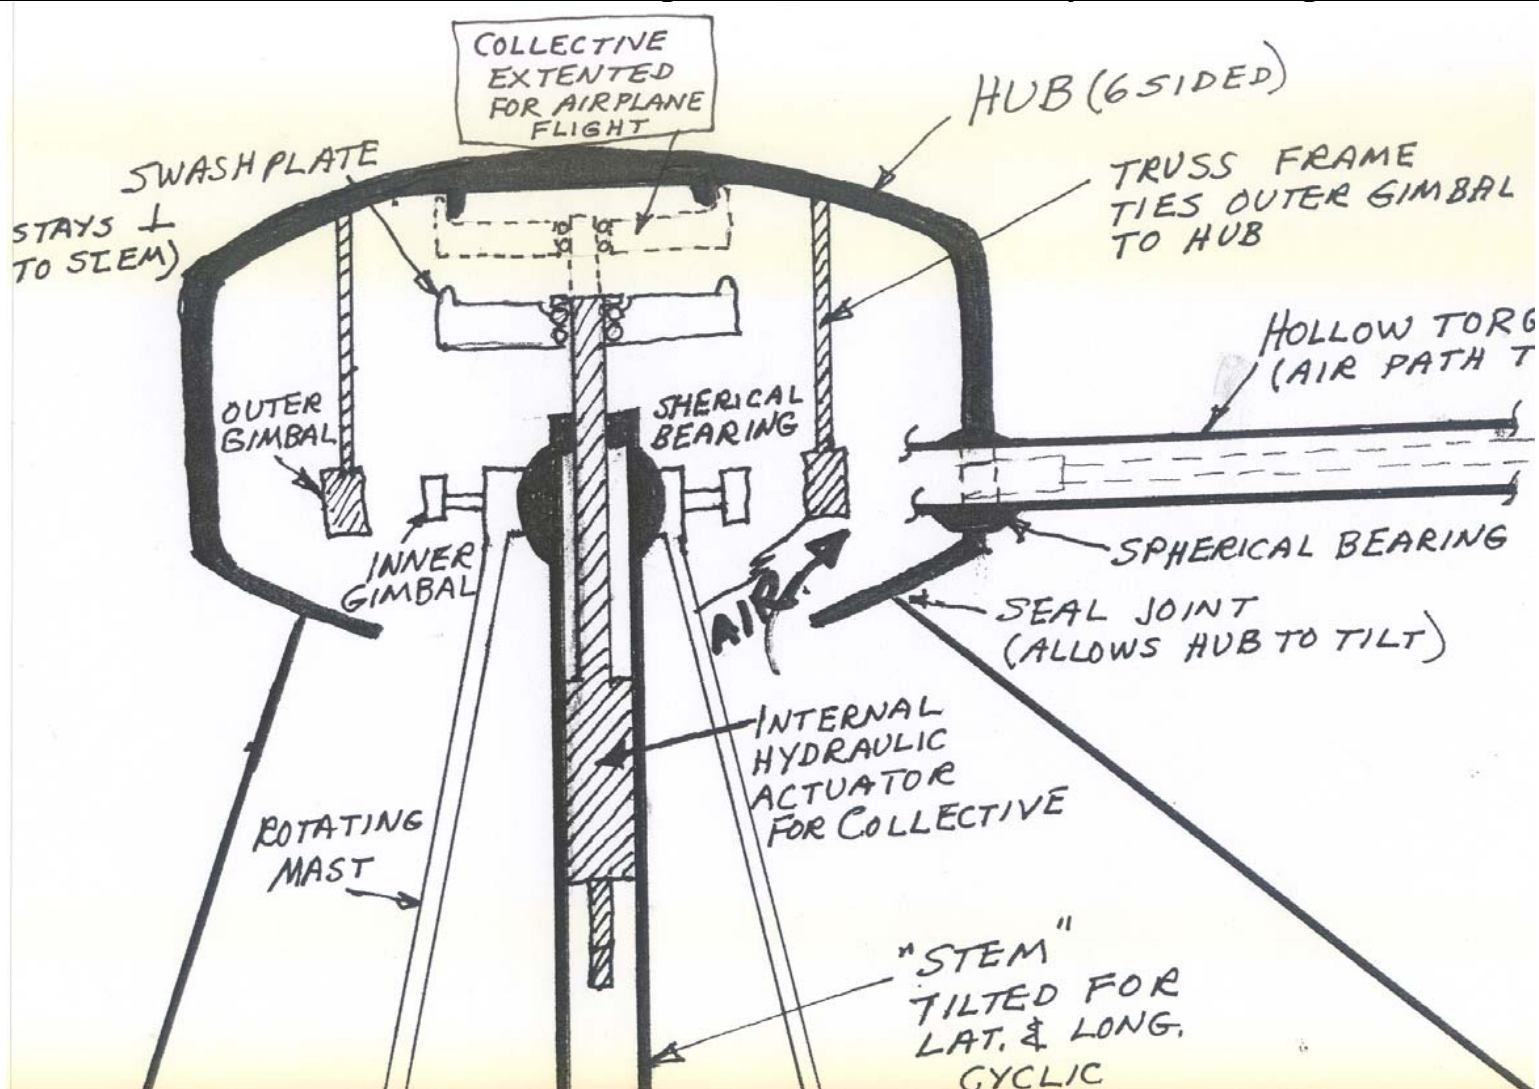 COLLECTIVE
EXTENTED
FOR AIRPLANE
FLIGHT
HUB (6 SIDED)
SWASHPLATE
STAYS ⊥
TO STEM)
TRUSS FRAME
TIES OUTER GIMBAL
TO HUB
HOLLOW TORG
(AIR PATH T
OUTER
GIMBAL
SHERICAL
BEARING
INNER
GIMBAL
SPHERICAL BEARING
AIR
SEAL JOINT
(ALLOWS HUB TO TILT)
INTERNAL
HYDRAULIC
ACTUATOR
FOR COLLECTIVE
ROTATING
MAST
"STEM"
TILTED FOR
LAT. & LONG.
CYCLIC